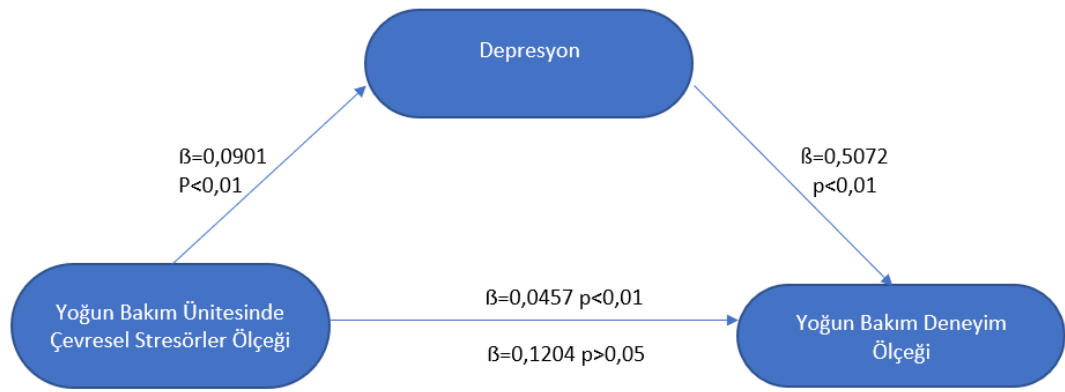 Depresyon
ß=0,0901
P<0,01
ß=0,5072
p<0,01
Yoğun Bakım Ünitesinde
Çevresel Stresörler Ölçeği
ß=0,0457 p<0,01
ß=0,1204 p>0,05
Yoğun Bakım Deneyim
Ölçeği